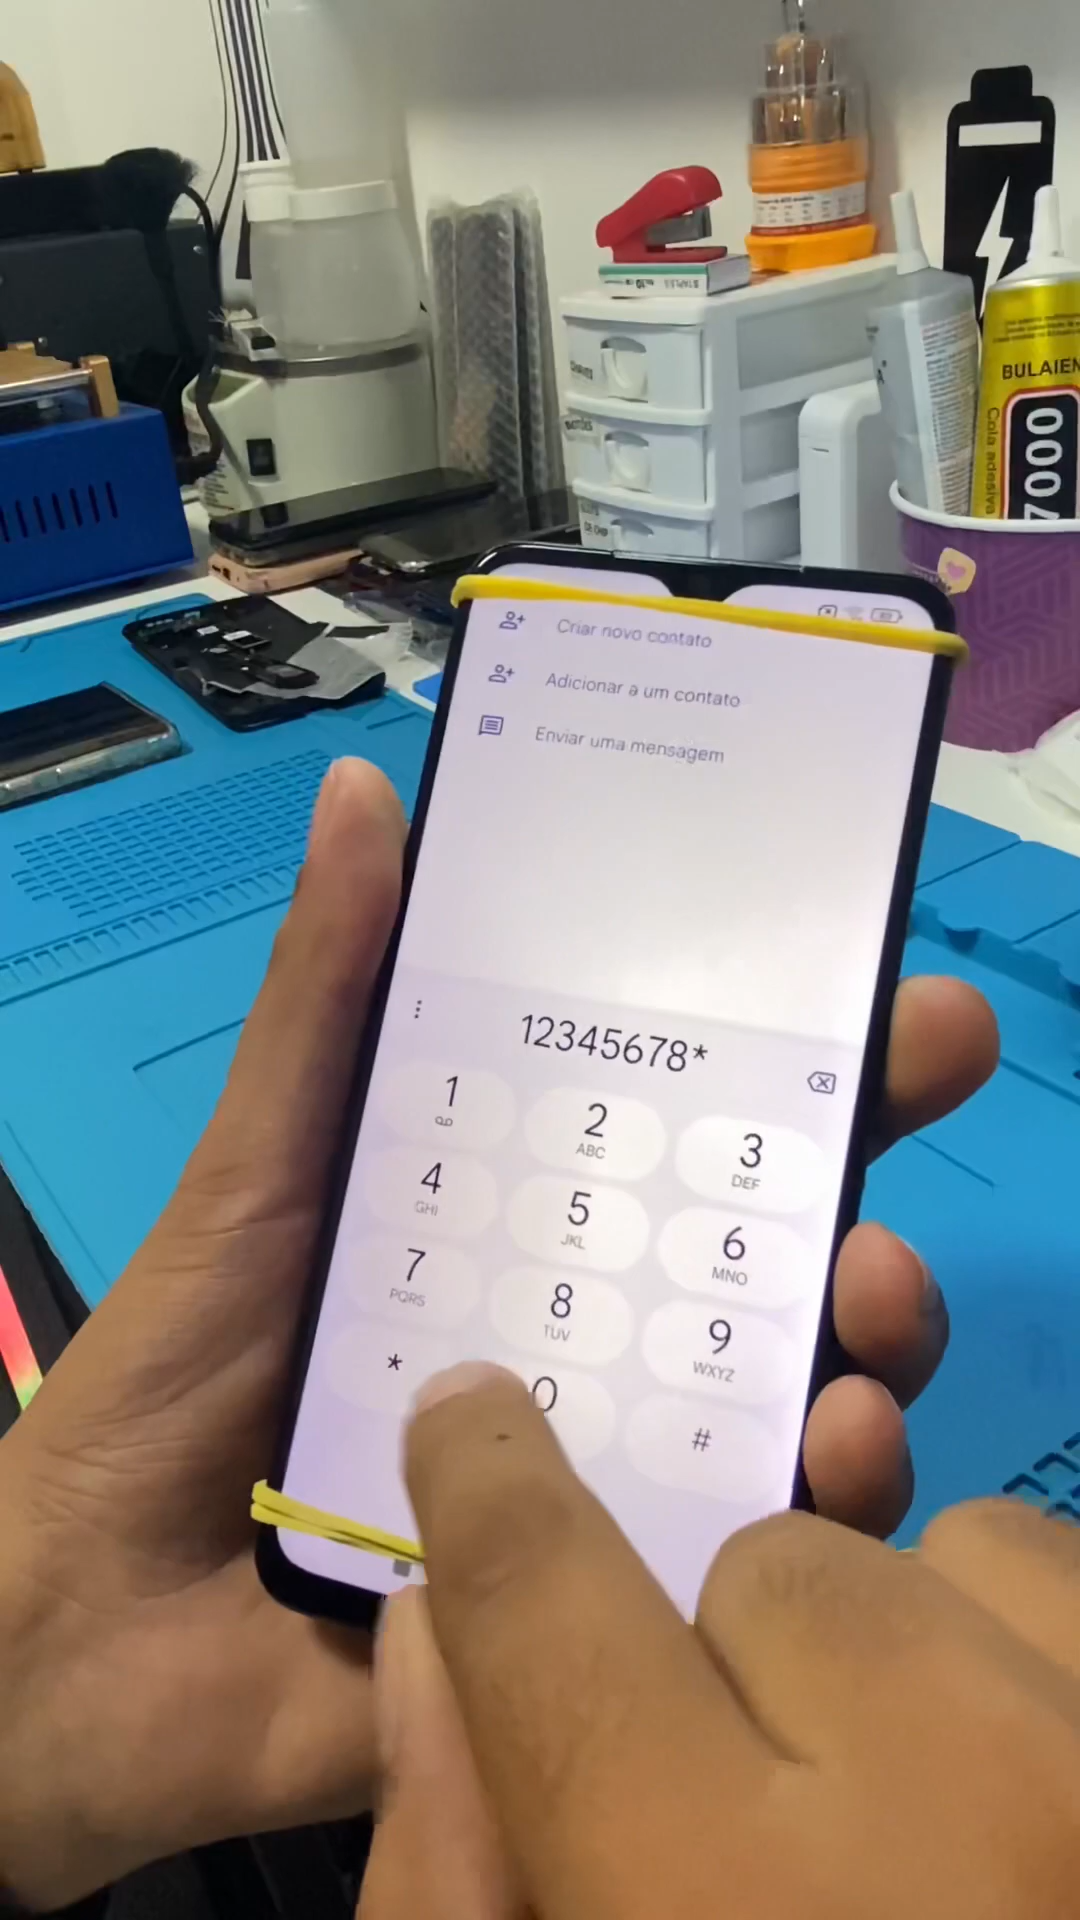 STAPLES
BULAIEN
Cola adesiva
7000
Criar novo contato
Adicionar a um contato
Enviar uma mensagem
12345678*
1
2
ABC
3
DEF
4
GHI
5
JKL
6
MNO
7
PQRS
8
TUV
9
WXYZ
*
0
#